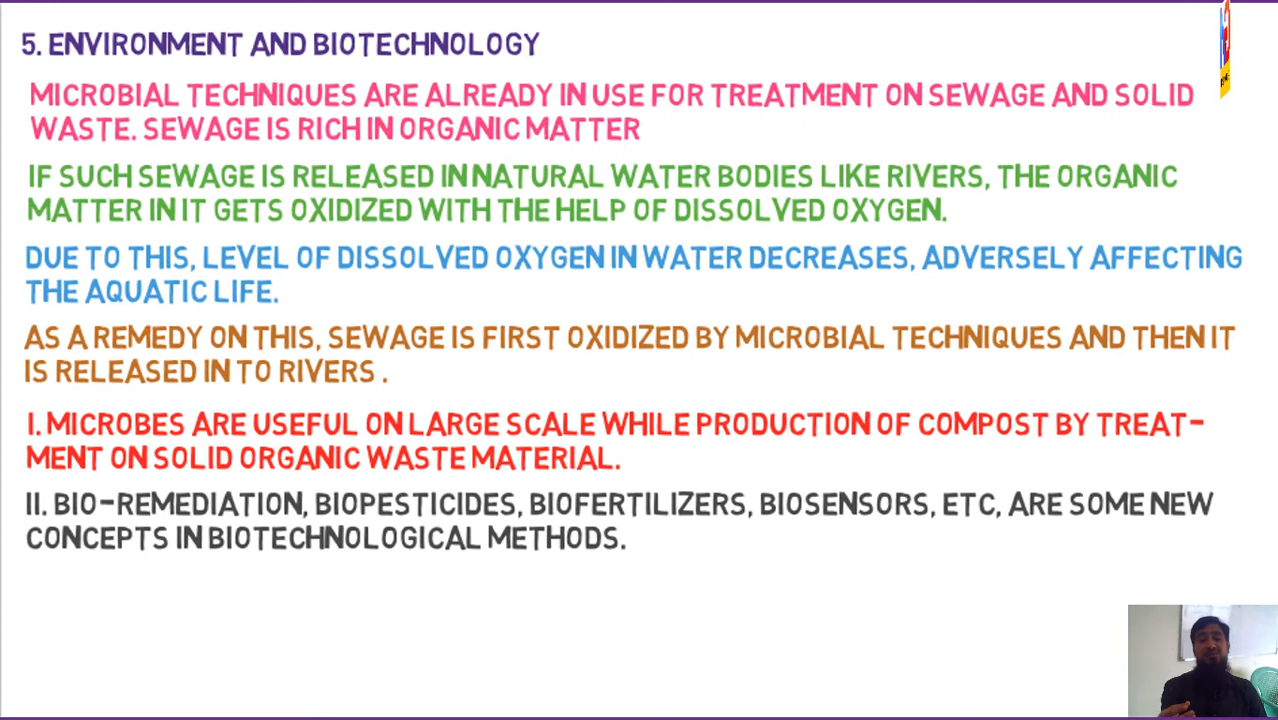 5. ENVIRONMENT AND BIOTECHNOLOGY
MICROBIAL TECHNIQUES ARE ALREADY IN USE FOR TREATMENT ON SEWAGE AND SOLID
WASTE. SEWAGE IS RICH IN ORGANIC MATTER
IF SUCH SEWAGE IS RELEASED IN NATURAL WATER BODIES LIKE RIVERS, THE ORGANIC
MATTER IN IT GETS OXIDIZED WITH THE HELP OF DISSOLVED OXYGEN.
DUE TO THIS, LEVEL OF DISSOLVED OXYGEN IN WATER DECREASES, ADVERSELY AFFECTING
THE AQUATIC LIFE.
AS A REMEDY ON THIS, SEWAGE IS FIRST OXIDIZED BY MICROBIAL TECHNIQUES AND THEN IT
IS RELEASED IN TO RIVERS .
I. MICROBES ARE USEFUL ON LARGE SCALE WHILE PRODUCTION OF COMPOST BY TREAT-
MENT ON SOLID ORGANIC WASTE MATERIAL.
II. BIO-REMEDIATION, BIOPESTICIDES, BIOFERTILIZERS, BIOSENSORS, ETC, ARE SOME NEW
CONCEPTS IN BIOTECHNOLOGICAL METHODS.